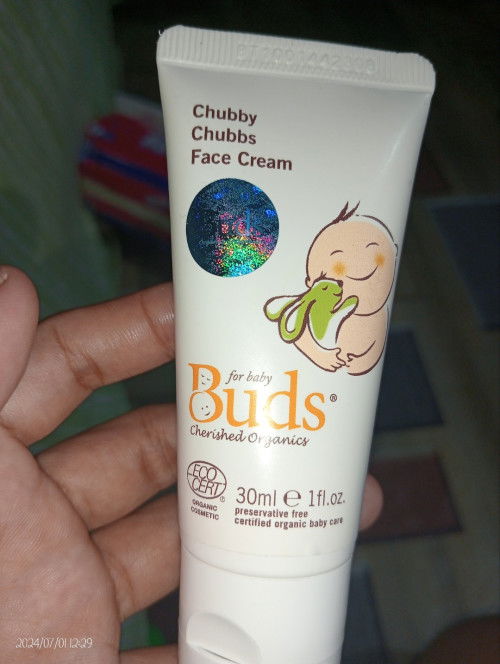 Chubby
Chubbs
Face Cream
for baby
Buds®
Cherished Organics
ECO
CERT®
ORGANIC
COSMETIC
30ml ℮ 1fl.oz.
preservative free
certified organic baby care
2024/07/01 12:29